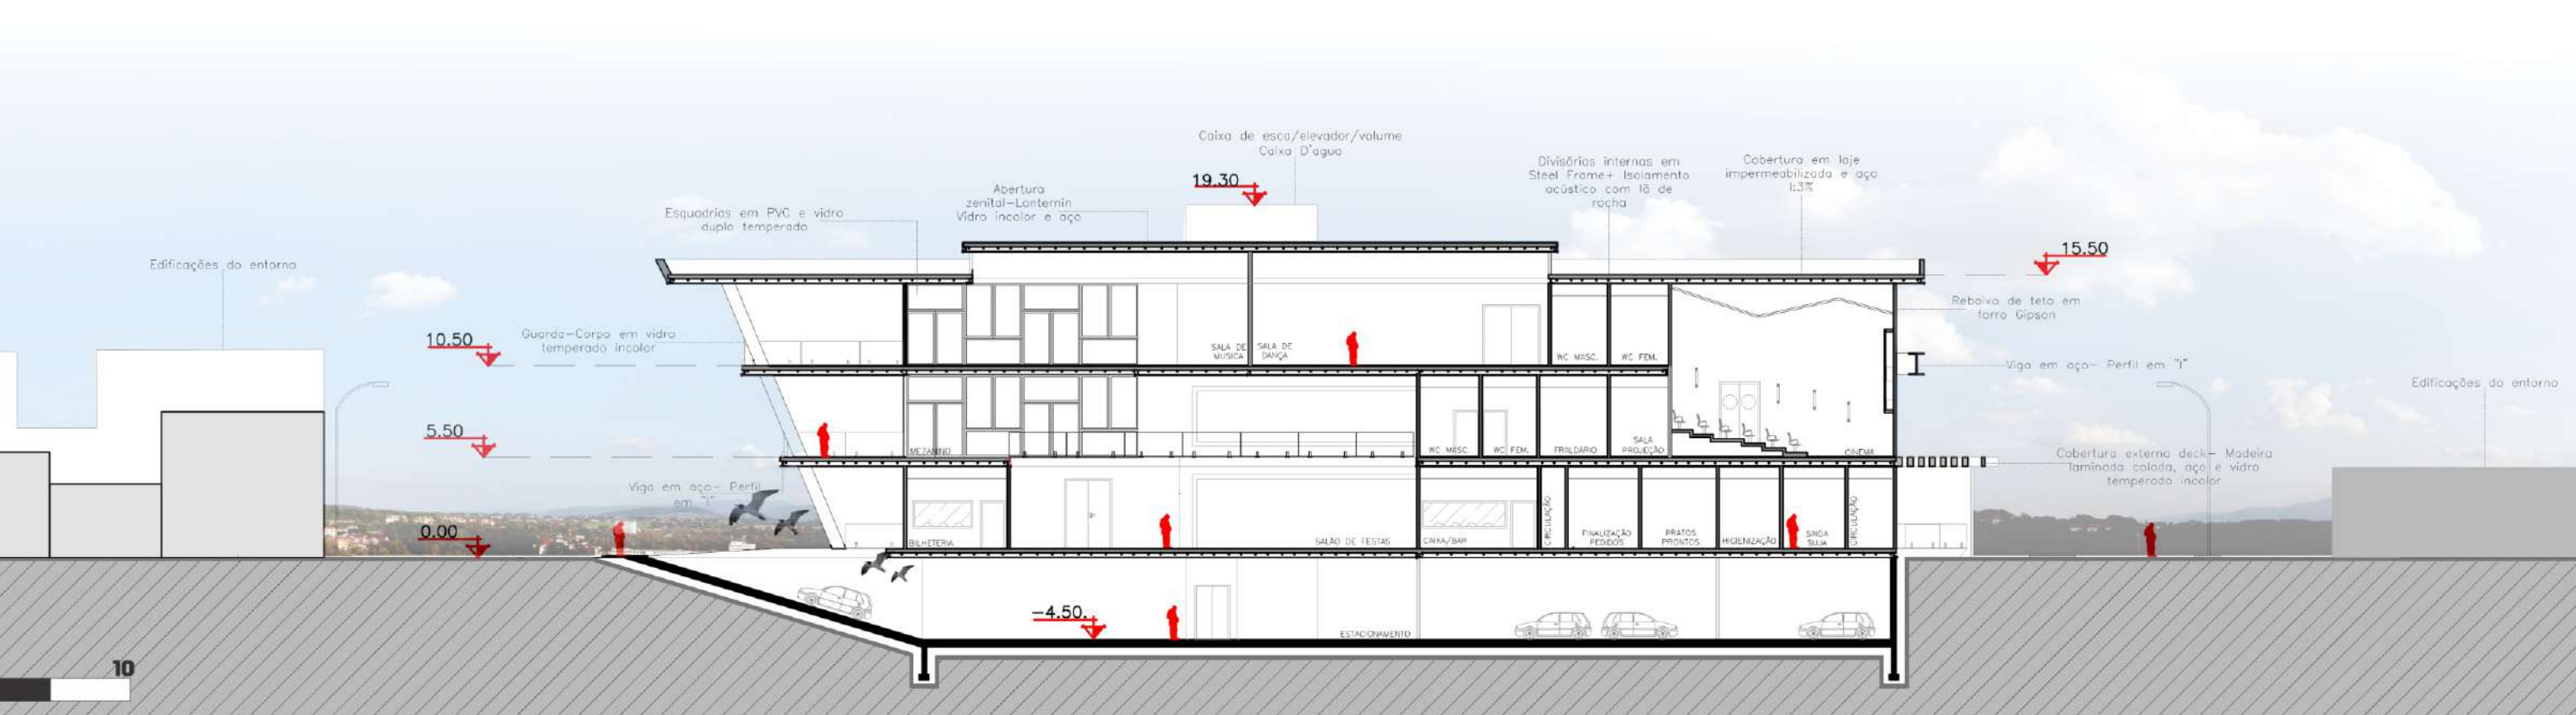 Caixa de esca/elevador/volume
Caixa D'agua
19.30
Divisórias internas em
Steel Frame+ Isolamento
acústico com lã de
rocha
Cobertura em laje
impermeabilizada e aço
I:3%
Abertura
zenital-Lanternin
Vidro incolor e aço
Esquadrias em PVC e vidro
duplo temperado
Edificações do entorno
15.50
Rebaixo de teto em
forro Gipson
10.50
Guarda-Corpo em vidro
temperado incolor
SALA DE
MUSICA
SALA DE
DANÇA
WC MASC.
WC FEM.
Viga em aço- Perfil em "I"
Edificações do entorno
5.50
MEZANINO
WC MASC.
WC FEM.
FRALDÁRIO
SALA
PROJEÇÃO
CINEMA
Cobertura externa deck- Madeira
laminada colada, aço e vidro
temperado incolor
Viga em aço- Perfil
em "I"
0.00
BILHETERIA
SALÃO DE FESTAS
CAIXA/BAR
CIRCULAÇÃO
FINALIZAÇÃO
PEDIDOS
PRATOS
PRONTOS
HIGIENIZAÇÃO
SAIDA
SUJA
CIRCULAÇÃO
-4.50
ESTACIONAMENTO
10